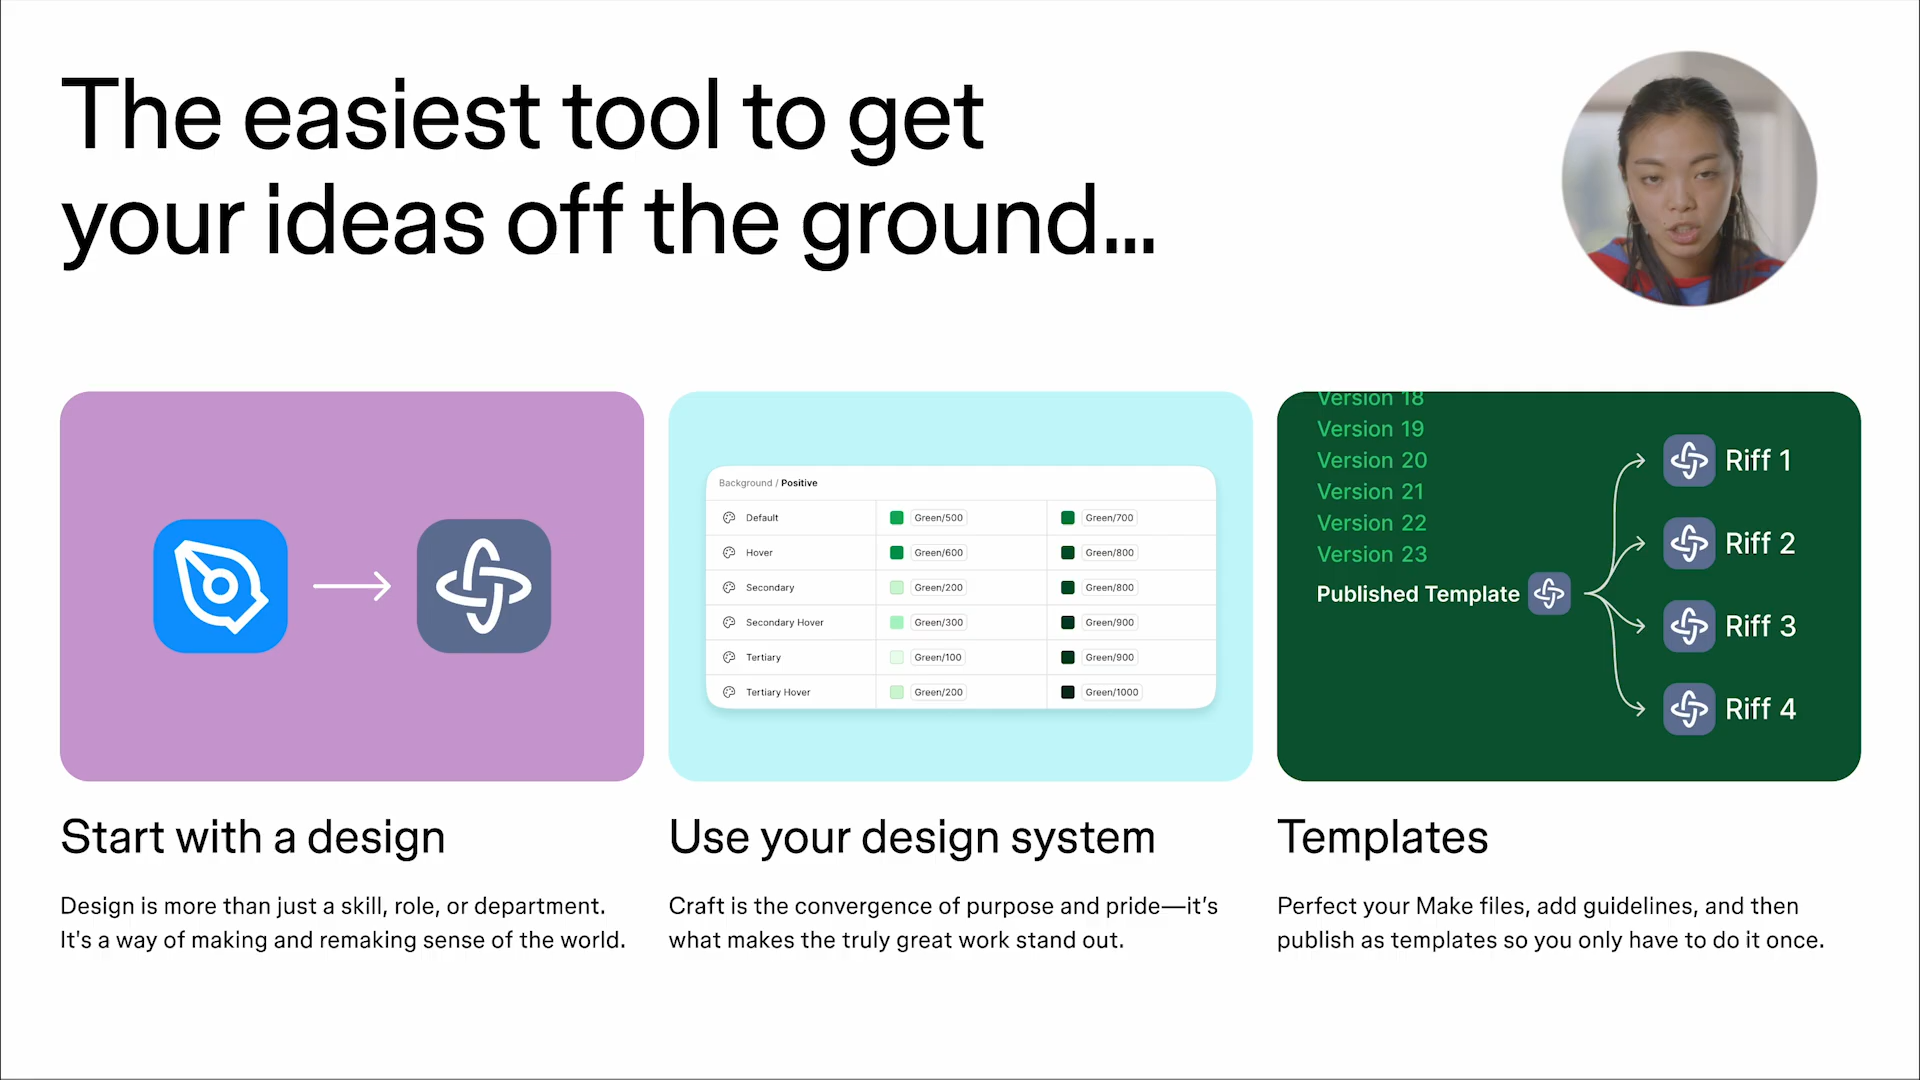 The easiest tool to get
your ideas off the ground...
Background / Positive
Default Green/500 Green/700
Hover Green/600 Green/800
Secondary Green/200 Green/800
Secondary Hover Green/300 Green/900
Tertiary Green/100 Green/900
Tertiary Hover Green/200 Green/1000
Version 18
Version 19
Version 20
Version 21
Version 22
Version 23
Published Template
Riff 1
Riff 2
Riff 3
Riff 4
Start with a design
Design is more than just a skill, role, or department.
It's a way of making and remaking sense of the world.
Use your design system
Craft is the convergence of purpose and pride—it’s
what makes the truly great work stand out.
Templates
Perfect your Make files, add guidelines, and then
publish as templates so you only have to do it once.